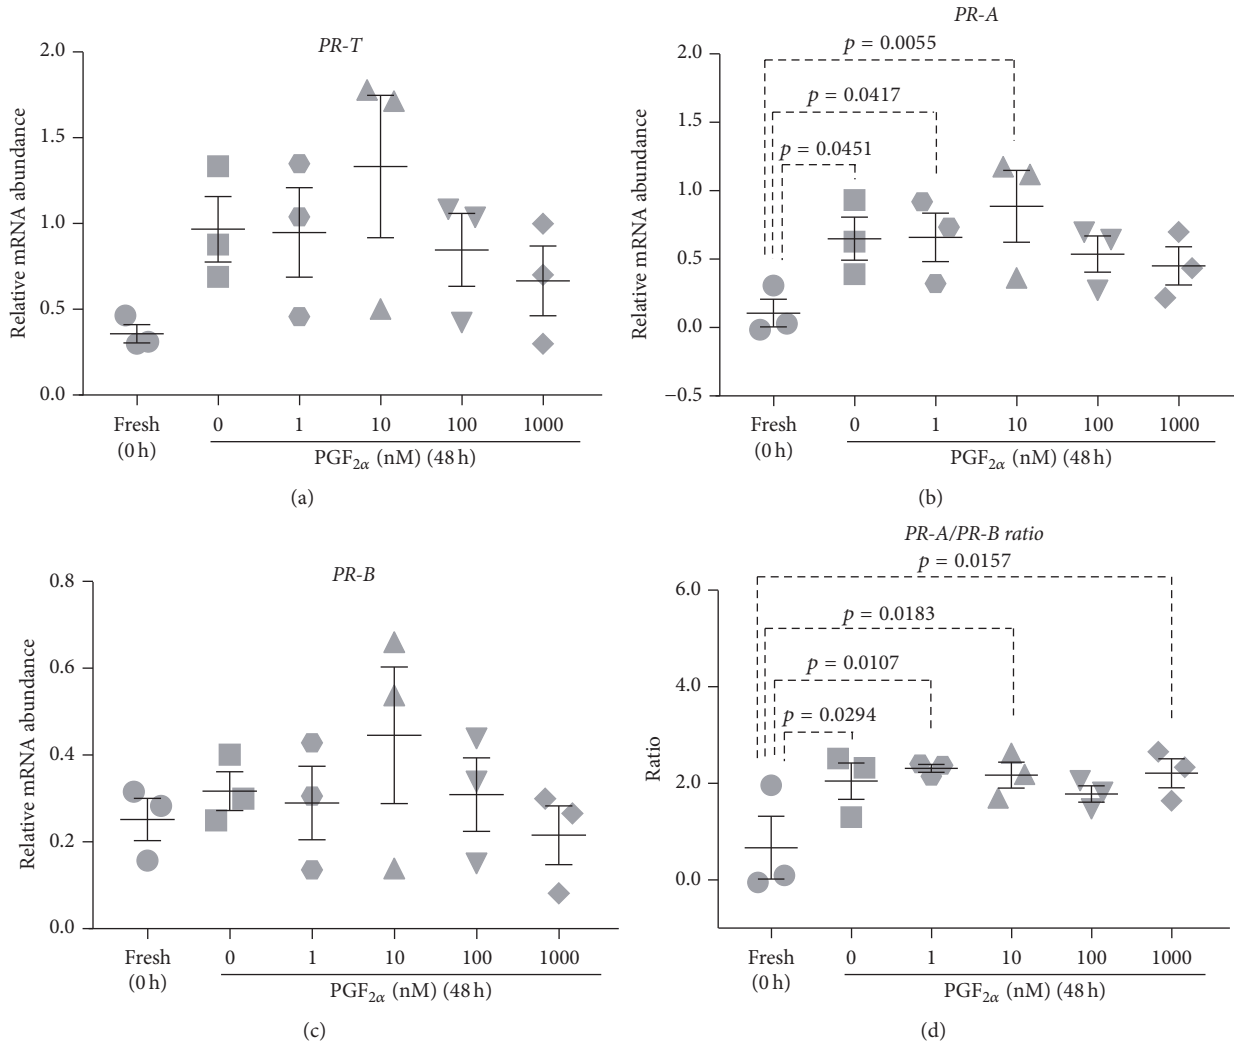 PR-T
Relative mRNA abundance
2.0
1.5
1.0
0.5
0.0
Fresh
(0 h)
0 1 10 100 1000
PGF2α (nM) (48 h)
(a)
PR-A
Relative mRNA abundance
2.0
1.5
1.0
0.5
0.0
−0.5
p = 0.0055
p = 0.0417
p = 0.0451
Fresh
(0 h)
0 1 10 100 1000
PGF2α (nM) (48 h)
(b)
PR-B
Relative mRNA abundance
0.8
0.6
0.4
0.2
0.0
Fresh
(0 h)
0 1 10 100 1000
PGF2α (nM) (48 h)
(c)
PR-A/PR-B ratio
Ratio
6.0
4.0
2.0
0.0
p = 0.0157
p = 0.0183
p = 0.0107
p = 0.0294
Fresh
(0 h)
0 1 10 100 1000
PGF2α (nM) (48 h)
(d)